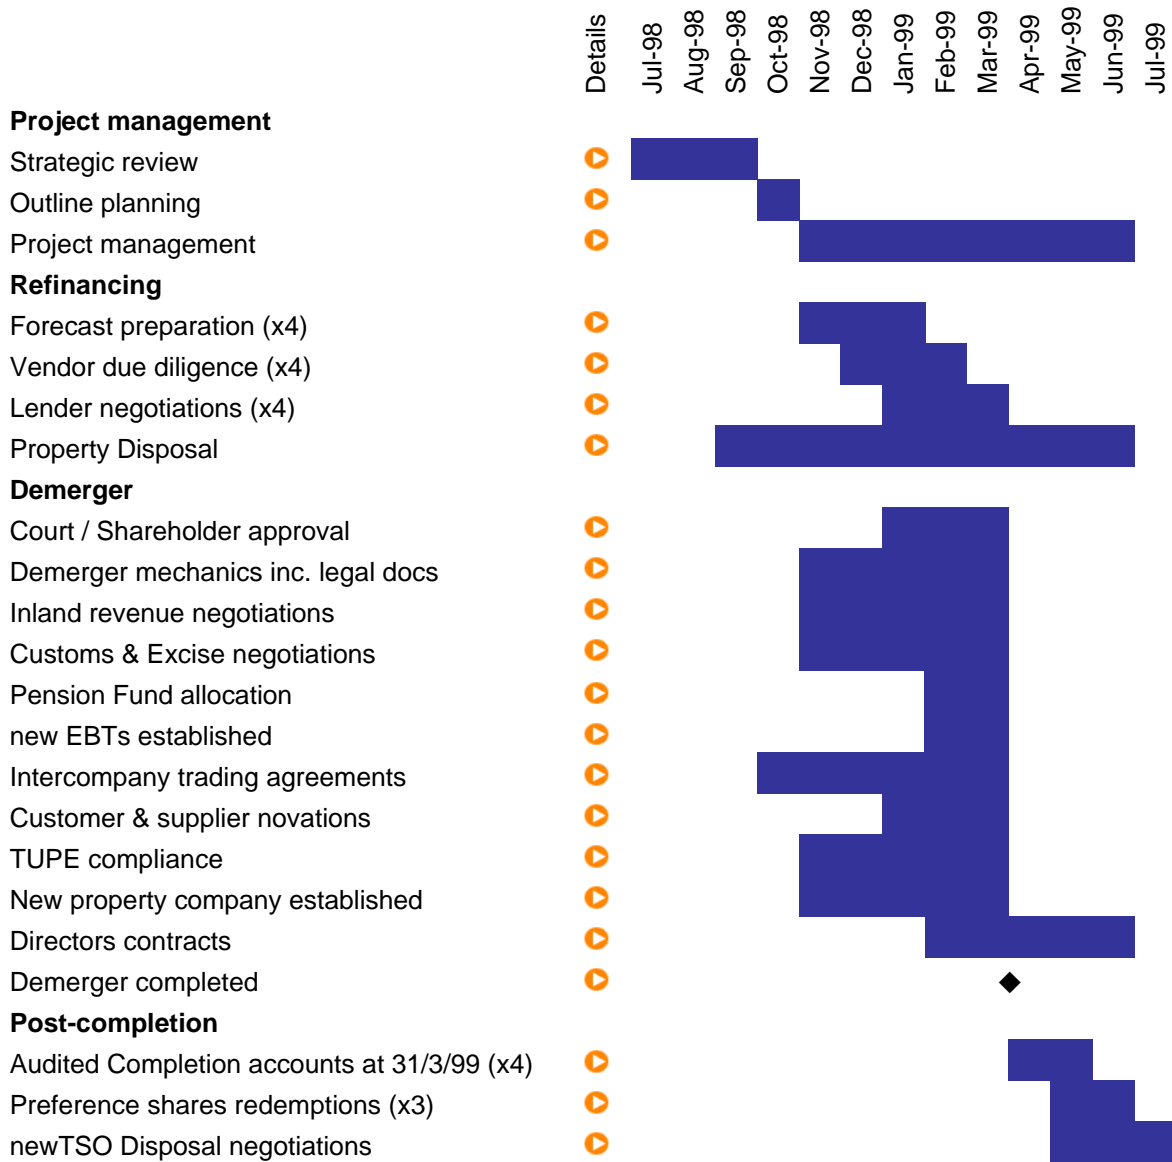 Details Jul-98 Aug-98 Sep-98 Oct-98 Nov-98 Dec-98 Jan-99 Feb-99 Mar-99 Apr-99 May-99 Jun-99 Jul-99
Project management
Strategic review
Outline planning
Project management
Refinancing
Forecast preparation (x4)
Vendor due diligence (x4)
Lender negotiations (x4)
Property Disposal
Demerger
Court / Shareholder approval
Demerger mechanics inc. legal docs
Inland revenue negotiations
Customs & Excise negotiations
Pension Fund allocation
new EBTs established
Intercompany trading agreements
Customer & supplier novations
TUPE compliance
New property company established
Directors contracts
Demerger completed
Post-completion
Audited Completion accounts at 31/3/99 (x4)
Preference shares redemptions (x3)
newTSO Disposal negotiations